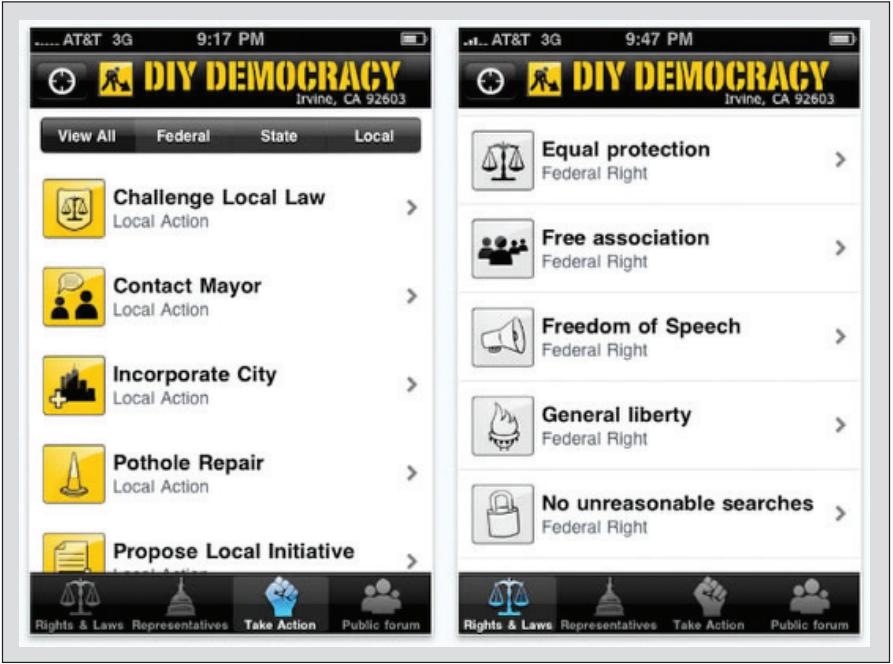 AT&T 3G 9:17 PM
DIY DEMOCRACY
Irvine, CA 92603
View All Federal State Local
Challenge Local Law
Local Action
Contact Mayor
Local Action
Incorporate City
Local Action
Pothole Repair
Local Action
Propose Local Initiative
Local Action
Rights & Laws Representatives Take Action Public forum
AT&T 3G 9:47 PM
DIY DEMOCRACY
Irvine, CA 92603
Equal protection
Federal Right
Free association
Federal Right
Freedom of Speech
Federal Right
General liberty
Federal Right
No unreasonable searches
Federal Right
Rights & Laws Representatives Take Action Public forum